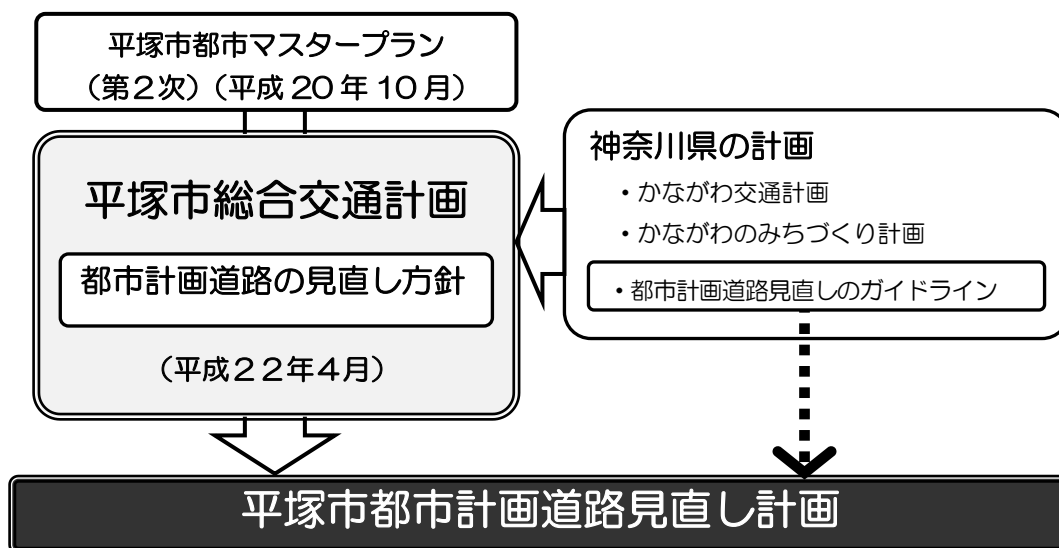 平塚市都市マスタープラン
（第２次）（平成 20 年 10 月）
平塚市総合交通計画
都市計画道路の見直し方針
（平成２２年４月）
神奈川県の計画
・かながわ交通計画
・かながわのみちづくり計画
・都市計画道路見直しのガイドライン
平塚市都市計画道路見直し計画